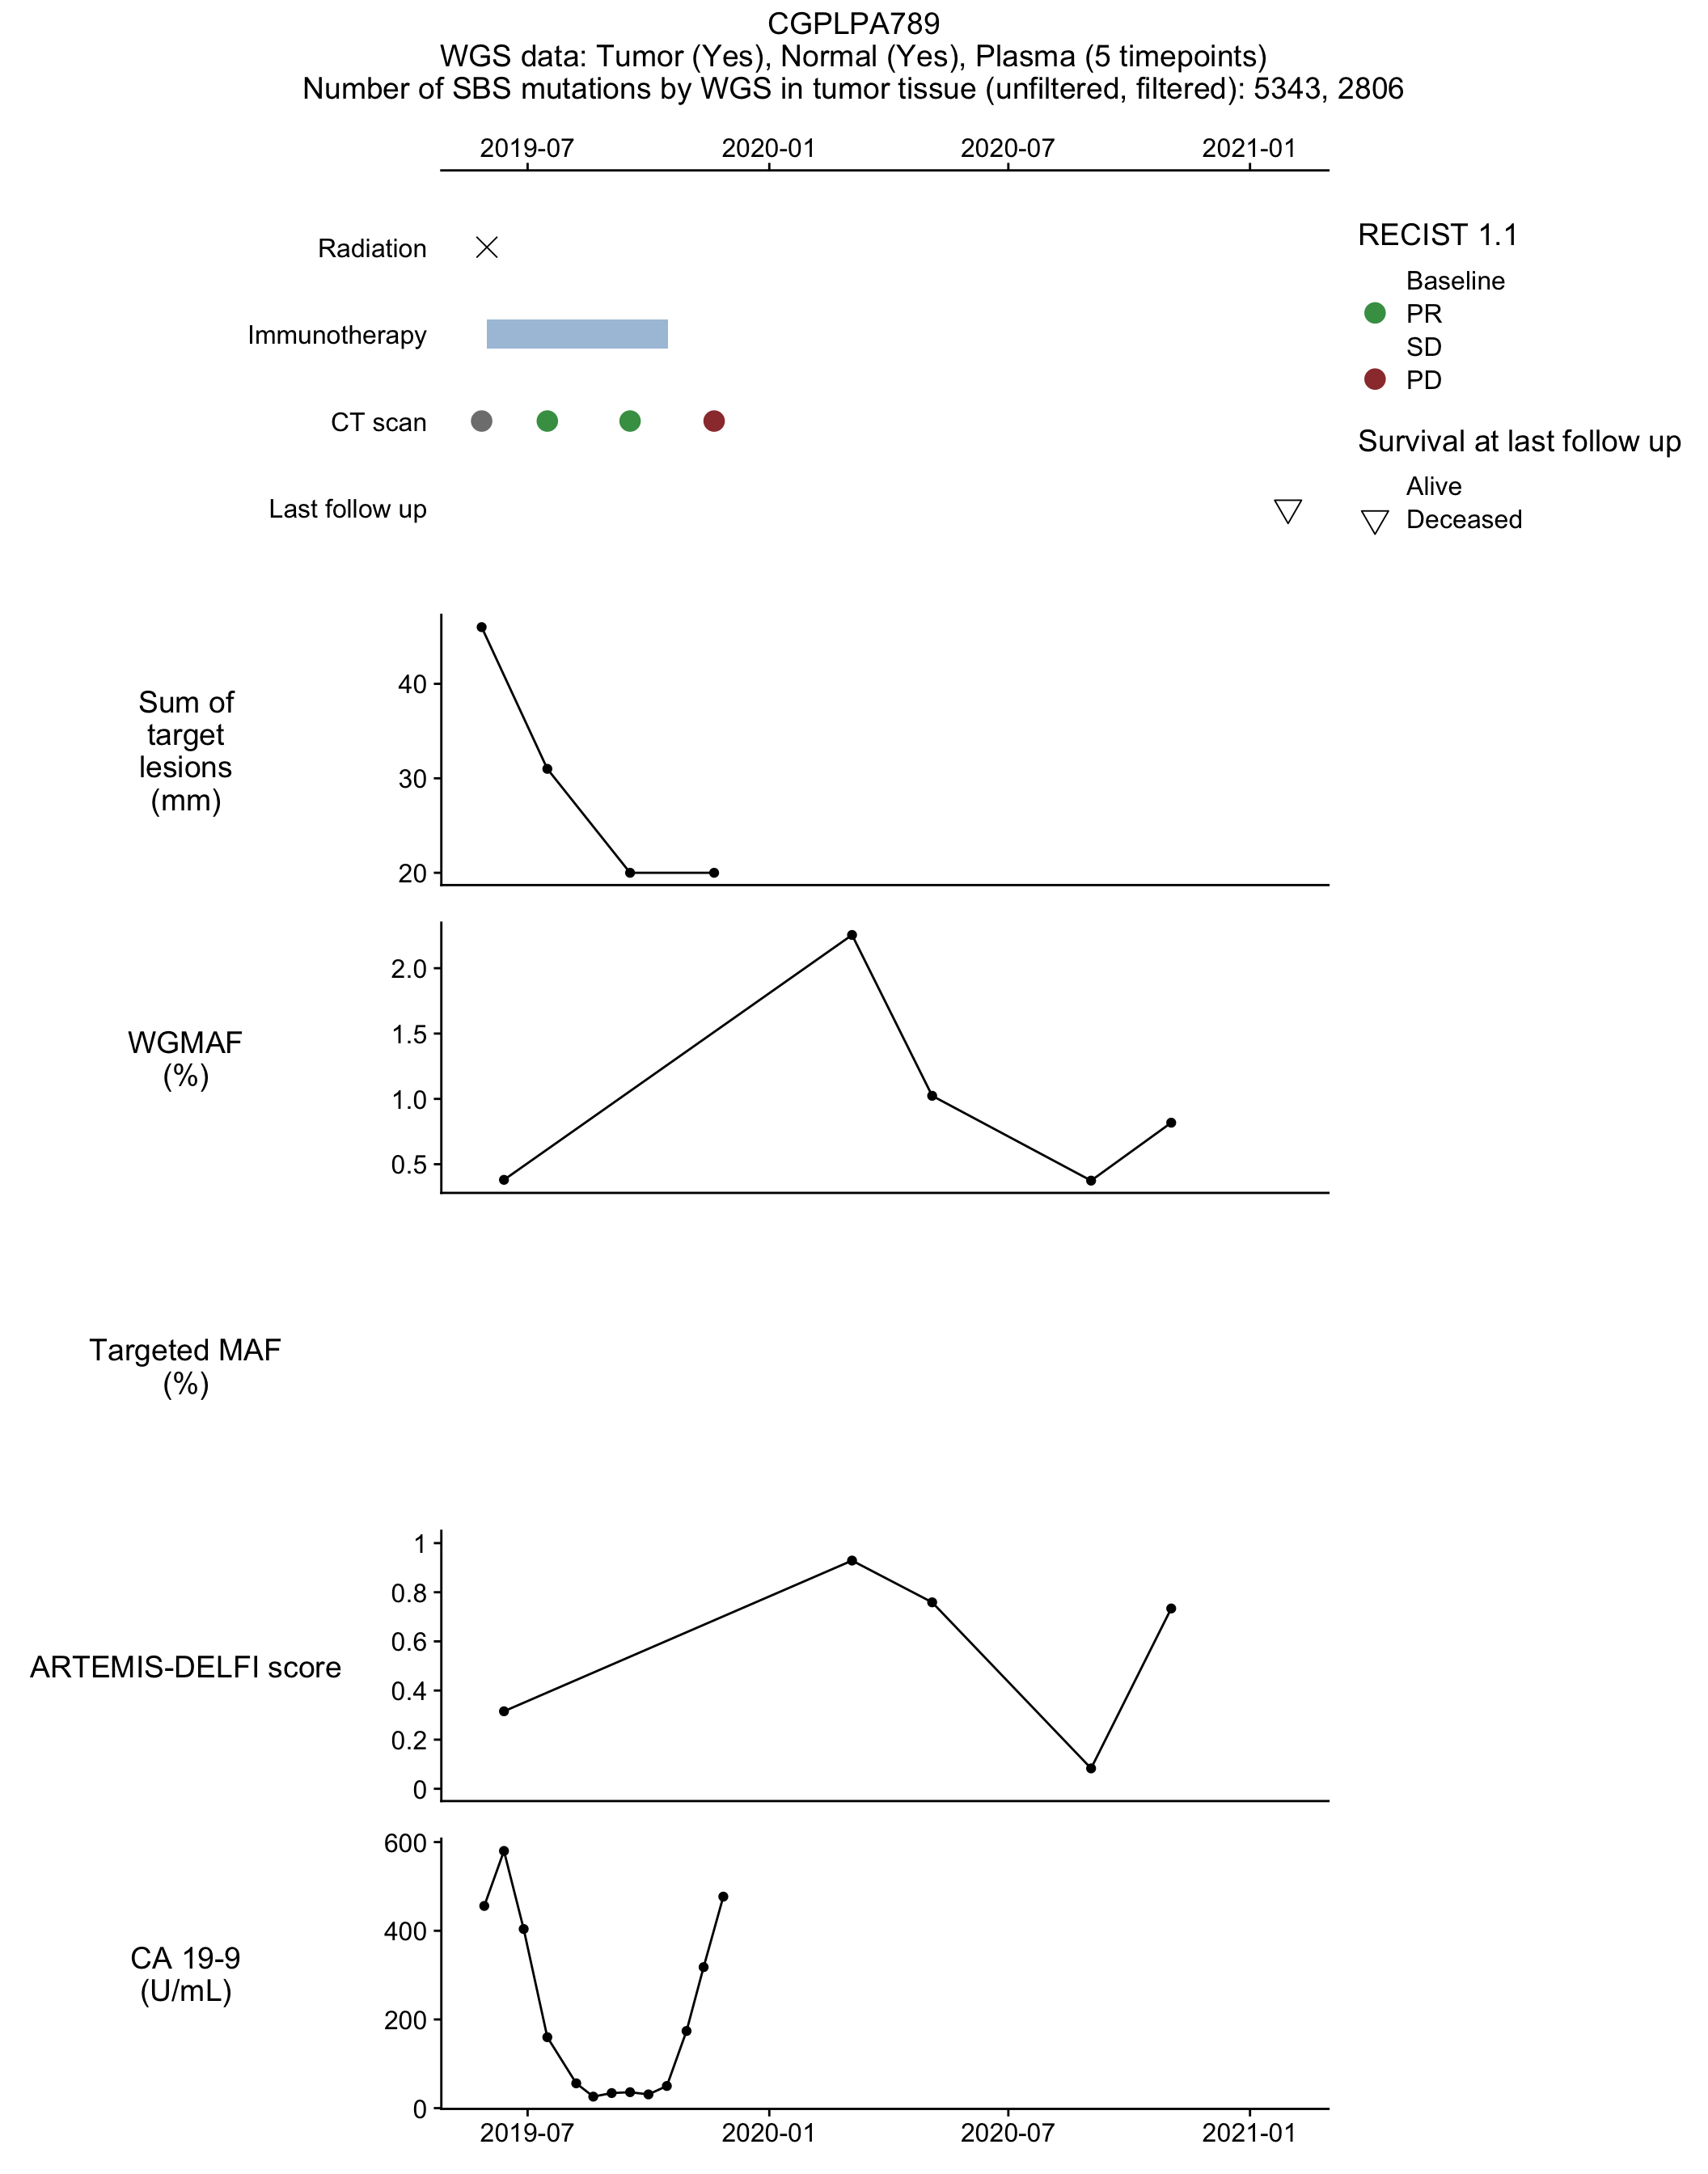 CGPLPA789
WGS data: Tumor (Yes), Normal (Yes), Plasma (5 timepoints)
Number of SBS mutations by WGS in tumor tissue (unfiltered, filtered): 5343, 2806
2019-07 2020-01 2020-07 2021-01
Radiation
Immunotherapy
CT scan
Last follow up
RECIST 1.1
Baseline
PR
SD
PD
Survival at last follow up
Alive
Deceased
Sum of
target
lesions
(mm)
40
30
20
WGMAF
(%)
2.0
1.5
1.0
0.5
Targeted MAF
(%)
ARTEMIS-DELFI score
1
0.8
0.6
0.4
0.2
0
CA 19-9
(U/mL)
600
400
200
0
2019-07 2020-01 2020-07 2021-01